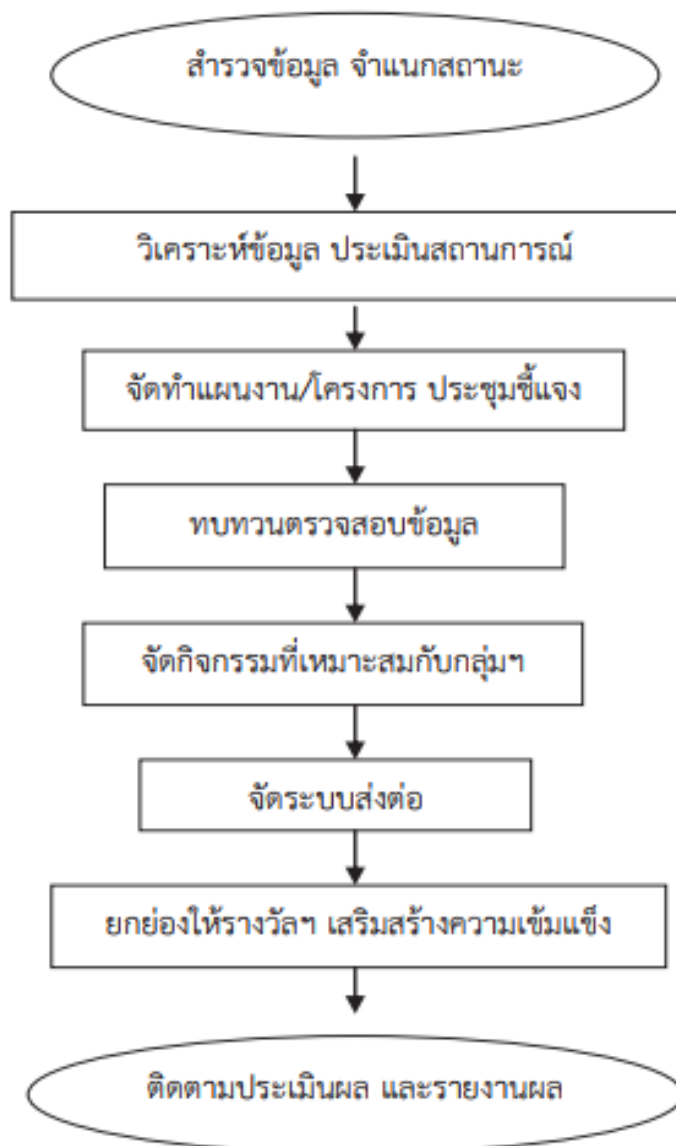 สำรวจข้อมูล จำแนกสถานะ
วิเคราะห์ข้อมูล ประเมินสถานการณ์
จัดทำแผนงาน/โครงการ ประชุมชี้แจง
ทบทวนตรวจสอบข้อมูล
จัดกิจกรรมที่เหมาะสมกับกลุ่มฯ
จัดระบบส่งต่อ
ยกย่องให้รางวัลฯ เสริมสร้างความเข้มแข็ง
ติดตามประเมินผล และรายงานผล